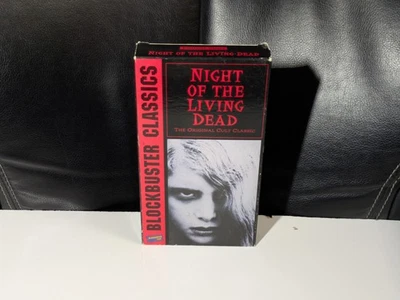 NIGHT OF THE LIVING DEAD
BLOCKBUSTER CLASSICS
NIGHT
OF THE
LIVING
DEAD
THE ORIGINAL CULT CLASSIC